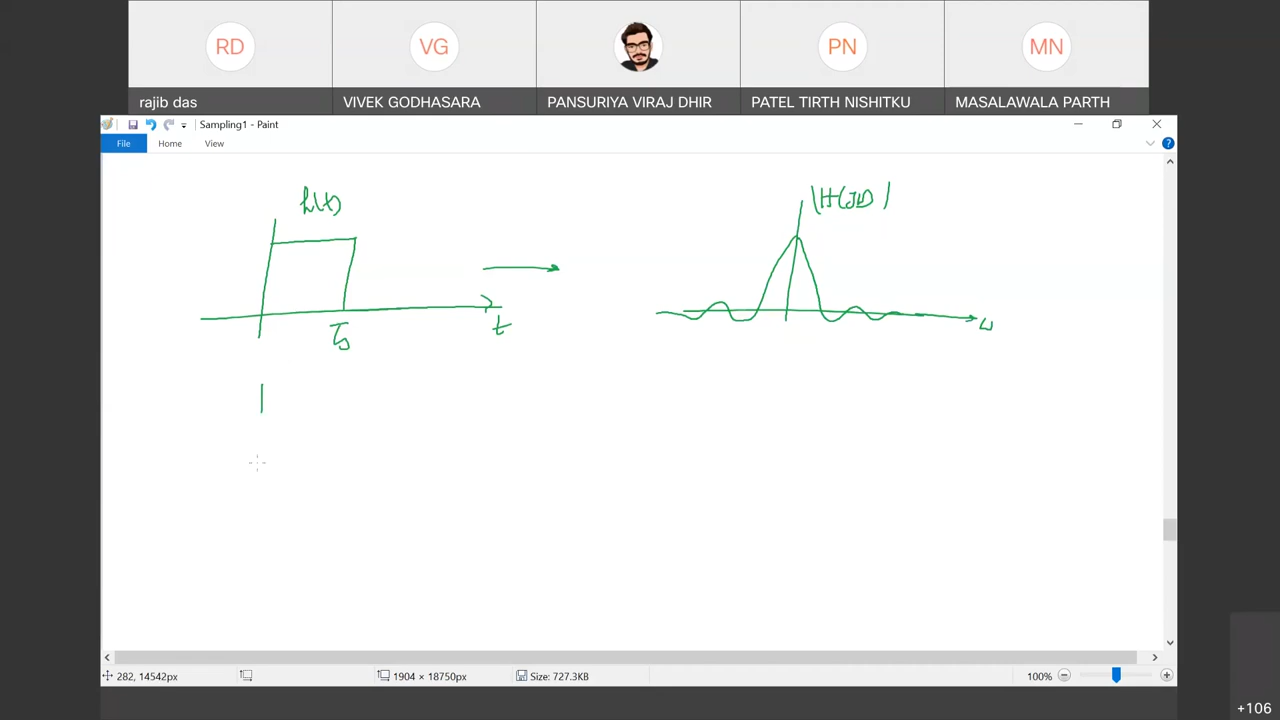 RD VG PN MN
rajib das VIVEK GODHASARA PANSURIYA VIRAJ DHIR PATEL TIRTH NISHITKU MASALAWALA PARTH
Sampling1 - Paint
File Home View
h(t) |H(jω)|
t ω
Ts
282, 14542px 1904 × 18750px Size: 727.3KB 100%
+106